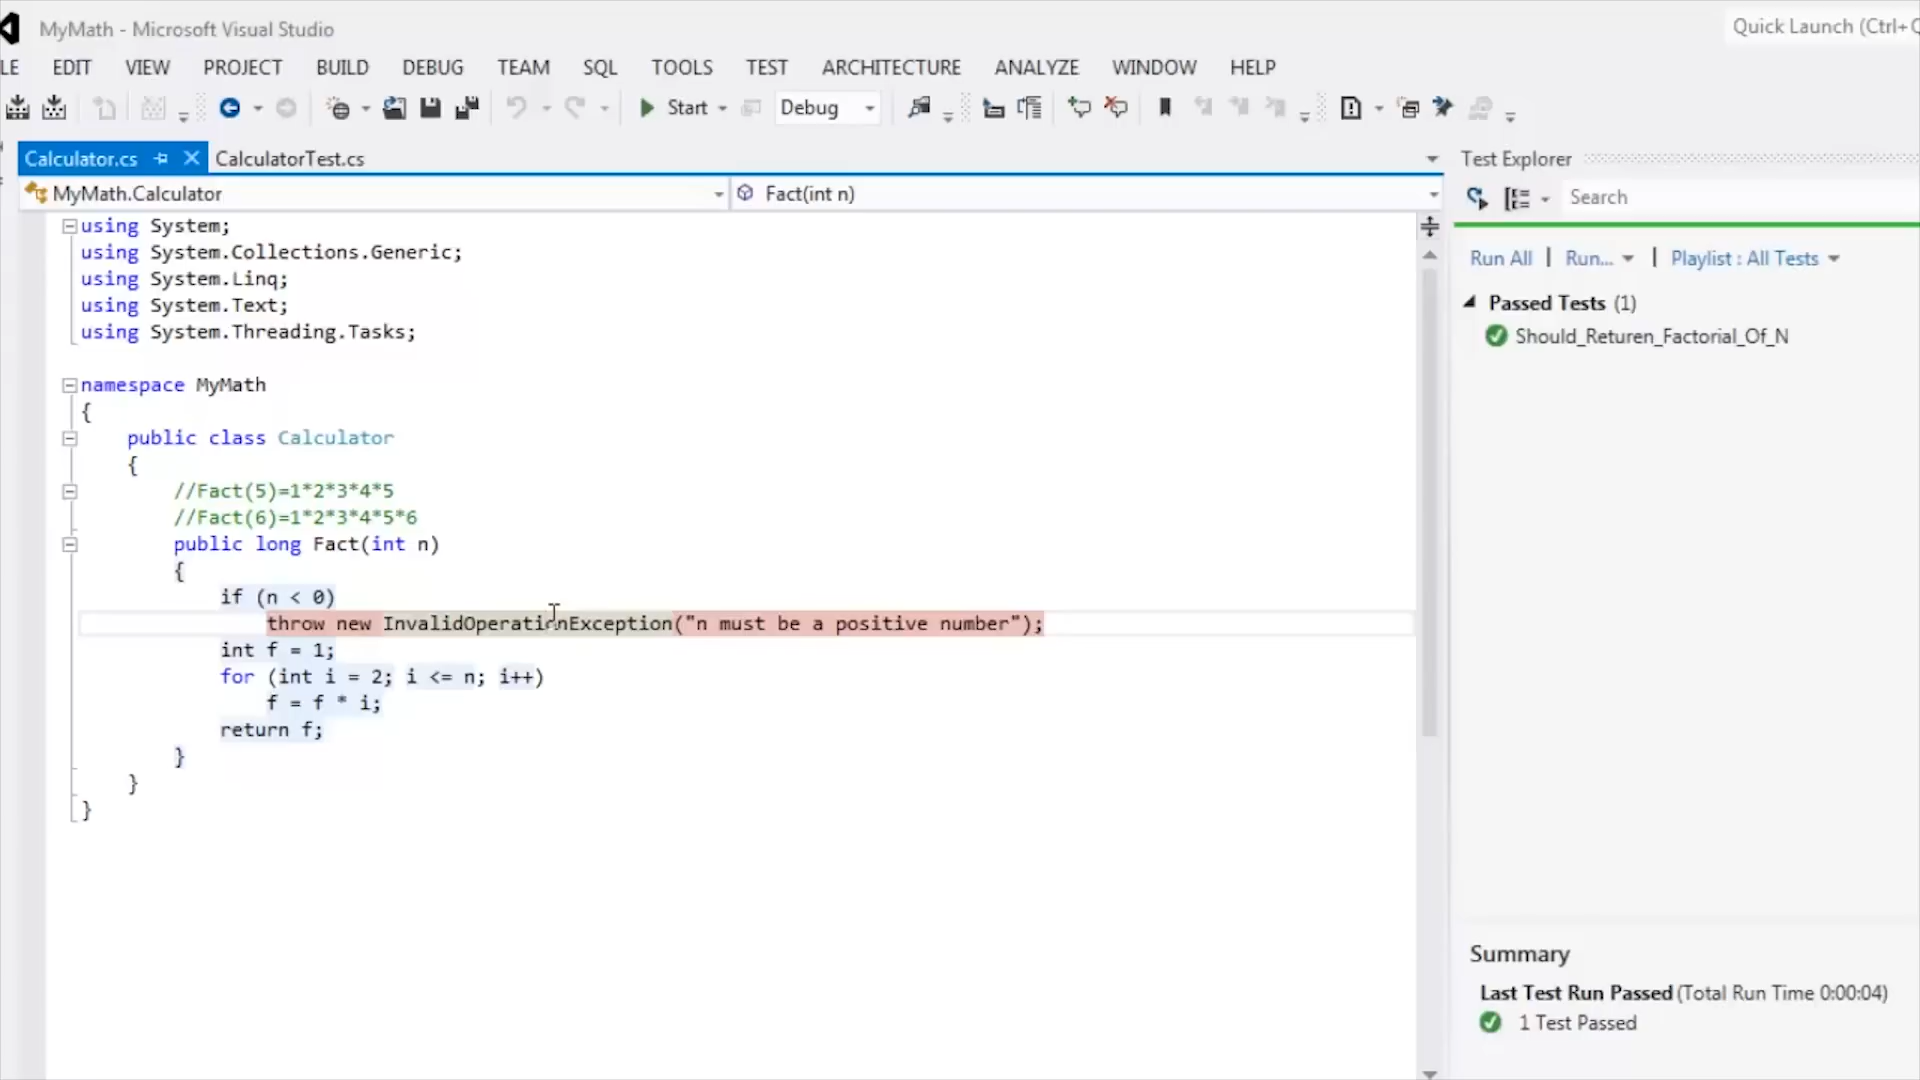 MyMath - Microsoft Visual Studio
Quick Launch (Ctrl+Q
LE EDIT VIEW PROJECT BUILD DEBUG TEAM SQL TOOLS TEST ARCHITECTURE ANALYZE WINDOW HELP
Start Debug
Calculator.cs CalculatorTest.cs
MyMath.Calculator Fact(int n)
using System;
using System.Collections.Generic;
using System.Linq;
using System.Text;
using System.Threading.Tasks;
namespace MyMath
{
public class Calculator
{
//Fact(5)=1*2*3*4*5
//Fact(6)=1*2*3*4*5*6
public long Fact(int n)
{
if (n < 0)
throw new InvalidOperationException("n must be a positive number");
int f = 1;
for (int i = 2; i <= n; i++)
f = f * i;
return f;
}
}
}
Test Explorer
Search
Run All | Run... | Playlist : All Tests
Passed Tests (1)
Should_Returen_Factorial_Of_N
Summary
Last Test Run Passed (Total Run Time 0:00:04)
1 Test Passed